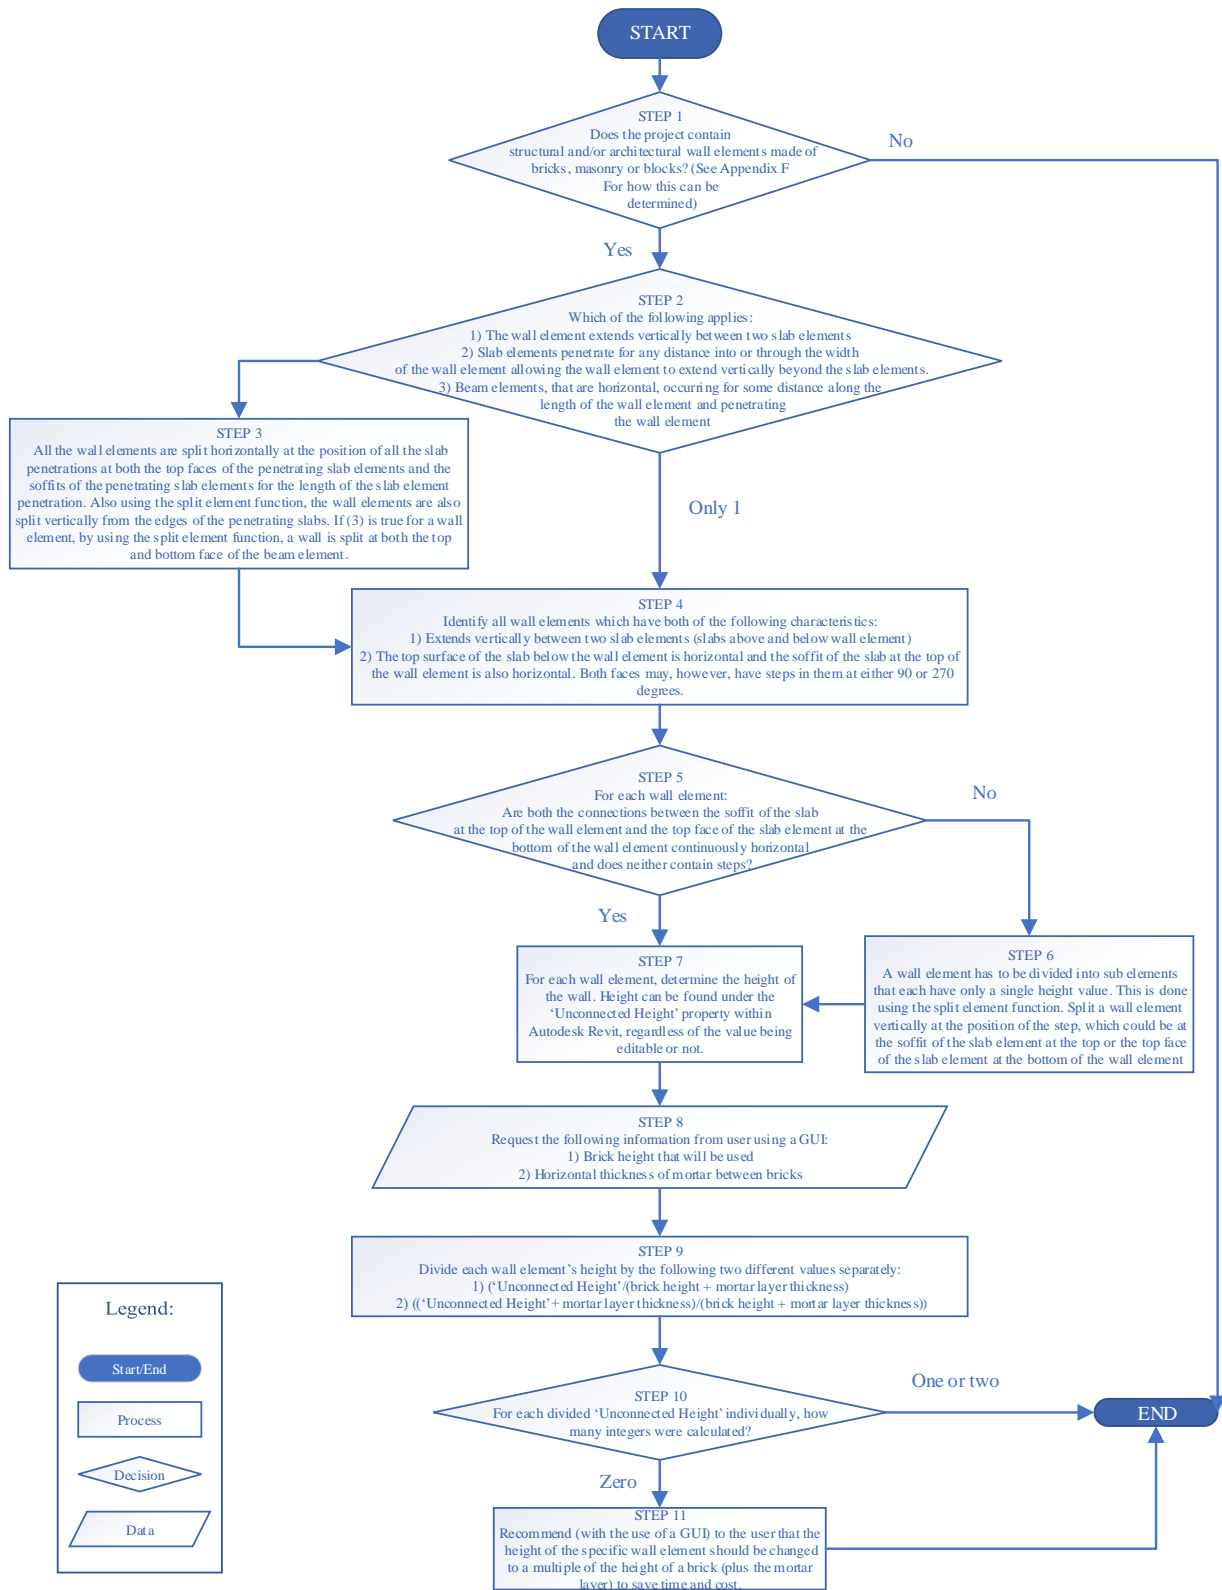 START
STEP 1
Does the project contain
structural and/or architectural wall elements made of
bricks, masonry or blocks? (See Appendix F
For how this can be
determined)
No
Yes
STEP 2
Which of the following applies:
1) The wall element extends vertically between two slab elements
2) Slab elements penetrate for any distance into or through the width
of the wall element allowing the wall element to extend vertically beyond the slab elements.
3) Beam elements, that are horizontal, occurring for some distance along the
length of the wall element and penetrating
the wall element
STEP 3
All the wall elements are split horizontally at the position of all the slab
penetrations at both the top faces of the penetrating slab elements and the
soffits of the penetrating slab elements for the length of the slab element
penetration. Also using the split element function, the wall elements are also
split vertically from the edges of the penetrating slabs. If (3) is true for a wall
element, by using the split element function, a wall is split at both the top
and bottom face of the beam element.
Only 1
STEP 4
Identify all wall elements which have both of the following characteristics:
1) Extends vertically between two slab elements (slabs above and below wall element)
2) The top surface of the slab below the wall element is horizontal and the soffit of the slab at the top of
the wall element is also horizontal. Both faces may, however, have steps in them at either 90 or 270
degrees.
STEP 5
For each wall element:
Are both the connections between the soffit of the slab
at the top of the wall element and the top face of the slab element at the
bottom of the wall element continuously horizontal
and does neither contain steps?
No
Yes
STEP 7
For each wall element, determine the height of
the wall. Height can be found under the
‘Unconnected Height’ property within
Autodesk Revit, regardless of the value being
editable or not.
STEP 6
A wall element has to be divided into sub elements
that each have only a single height value. This is done
using the split element function. Split a wall element
vertically at the position of the step, which could be at
the soffit of the slab element at the top or the top face
of the slab element at the bottom of the wall element
STEP 8
Request the following information from user using a GUI:
1) Brick height that will be used
2) Horizontal thickness of mortar between bricks
STEP 9
Divide each wall element’s height by the following two different values separately:
1) (‘Unconnected Height’/(brick height + mortar layer thickness)
2) ((‘Unconnected Height’+ mortar layer thickness)/(brick height + mortar layer thickness))
STEP 10
For each divided ‘Unconnected Height’ individually, how
many integers were calculated?
One or two
END
Zero
STEP 11
Recommend (with the use of a GUI) to the user that the
height of the specific wall element should be changed
to a multiple of the height of a brick (plus the mortar
layer) to save time and cost.
Legend:
Start/End
Process
Decision
Data